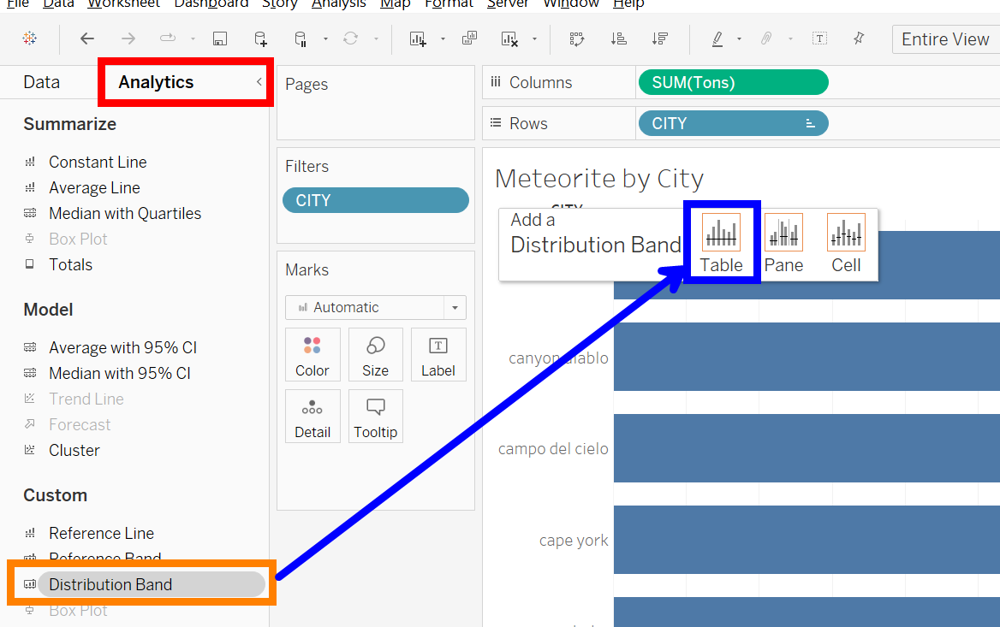 File Data Worksheet Dashboard Story Analysis Map Format Server Window Help
Entire View
Data Analytics
Summarize
Constant Line
Average Line
Median with Quartiles
Box Plot
Totals
Model
Average with 95% CI
Median with 95% CI
Trend Line
Forecast
Cluster
Custom
Reference Line
Reference Band
Distribution Band
Box Plot
Pages
Filters
CITY
Marks
Automatic
Color Size Label
T
Detail Tooltip
Columns SUM(Tons)
Rows CITY
Meteorite by City
CITY
Add a
Distribution Band
Table Pane Cell
canyon diablo
campo del cielo
cape york